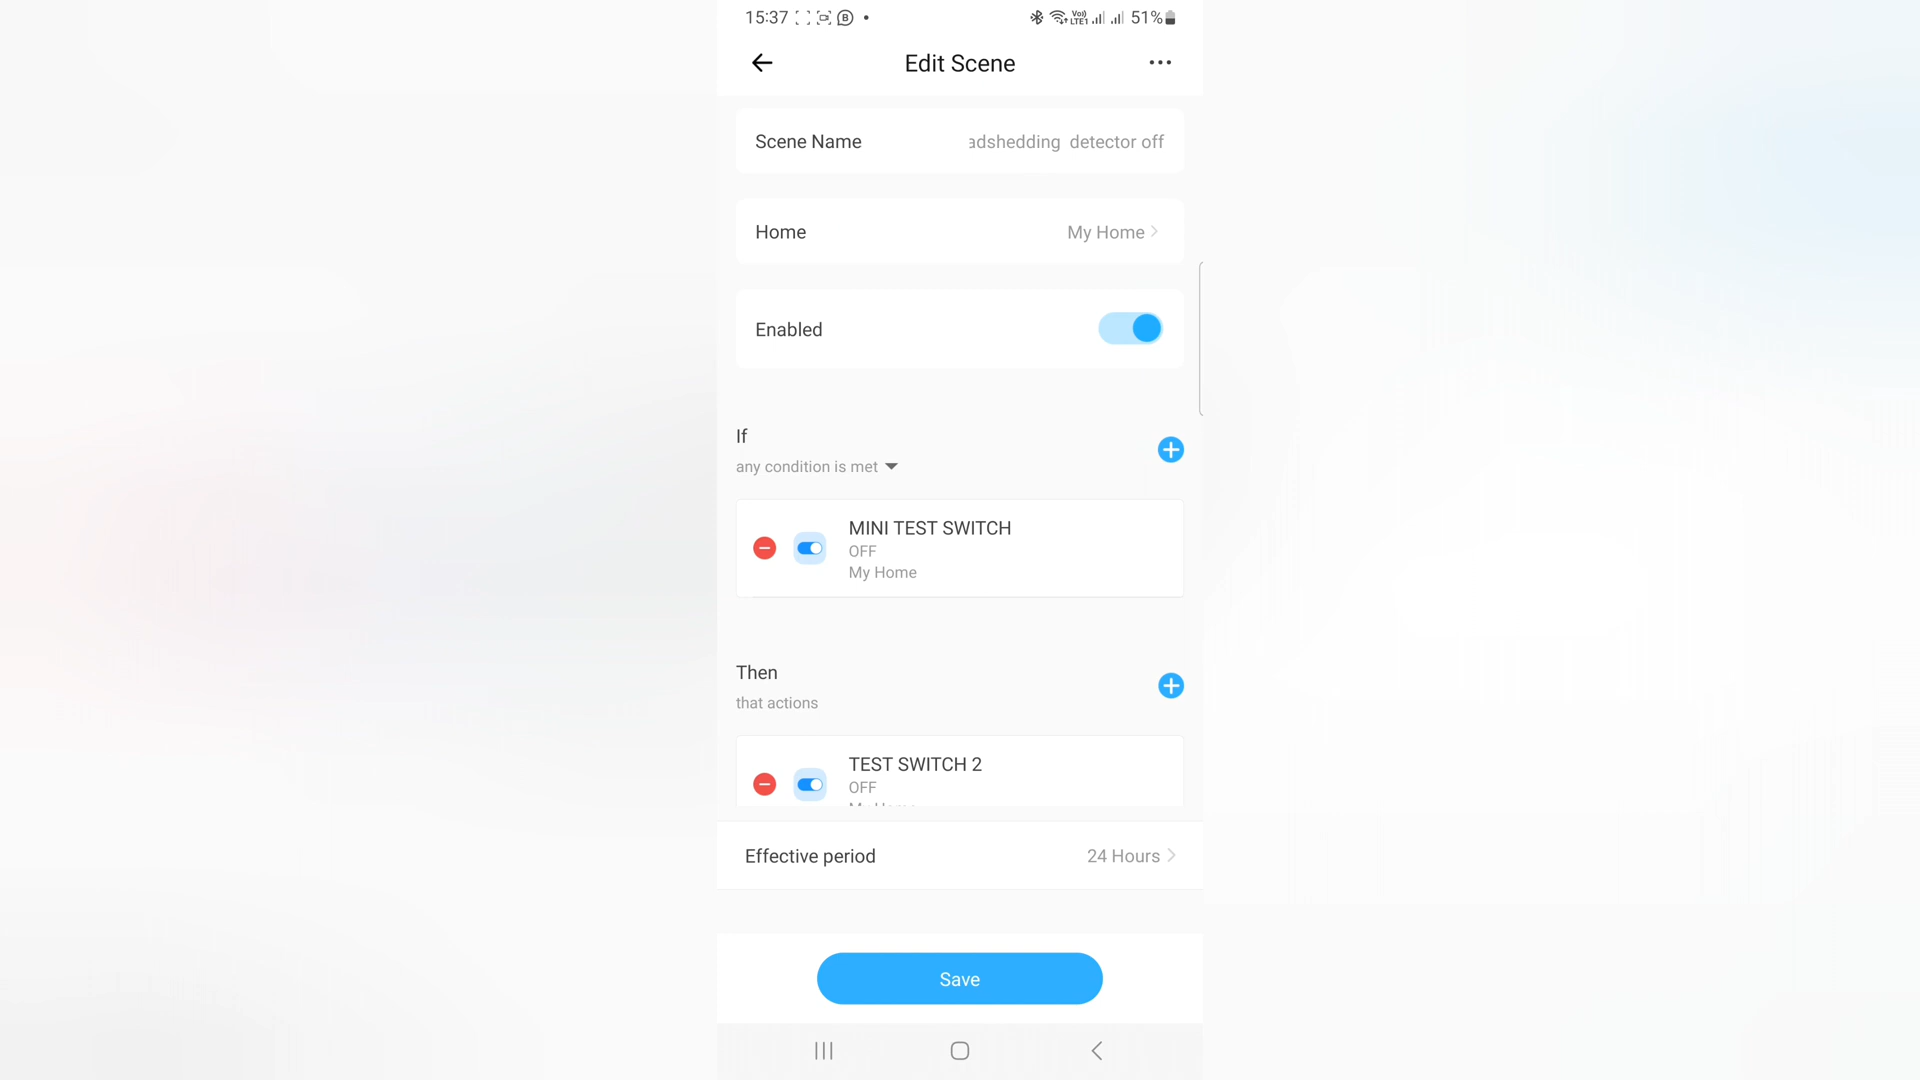 15:37
51%
Edit Scene
Scene Name
adshedding detector off
Home
My Home
Enabled
If
any condition is met
MINI TEST SWITCH
OFF
My Home
Then
that actions
TEST SWITCH 2
OFF
Effective period
24 Hours
Save